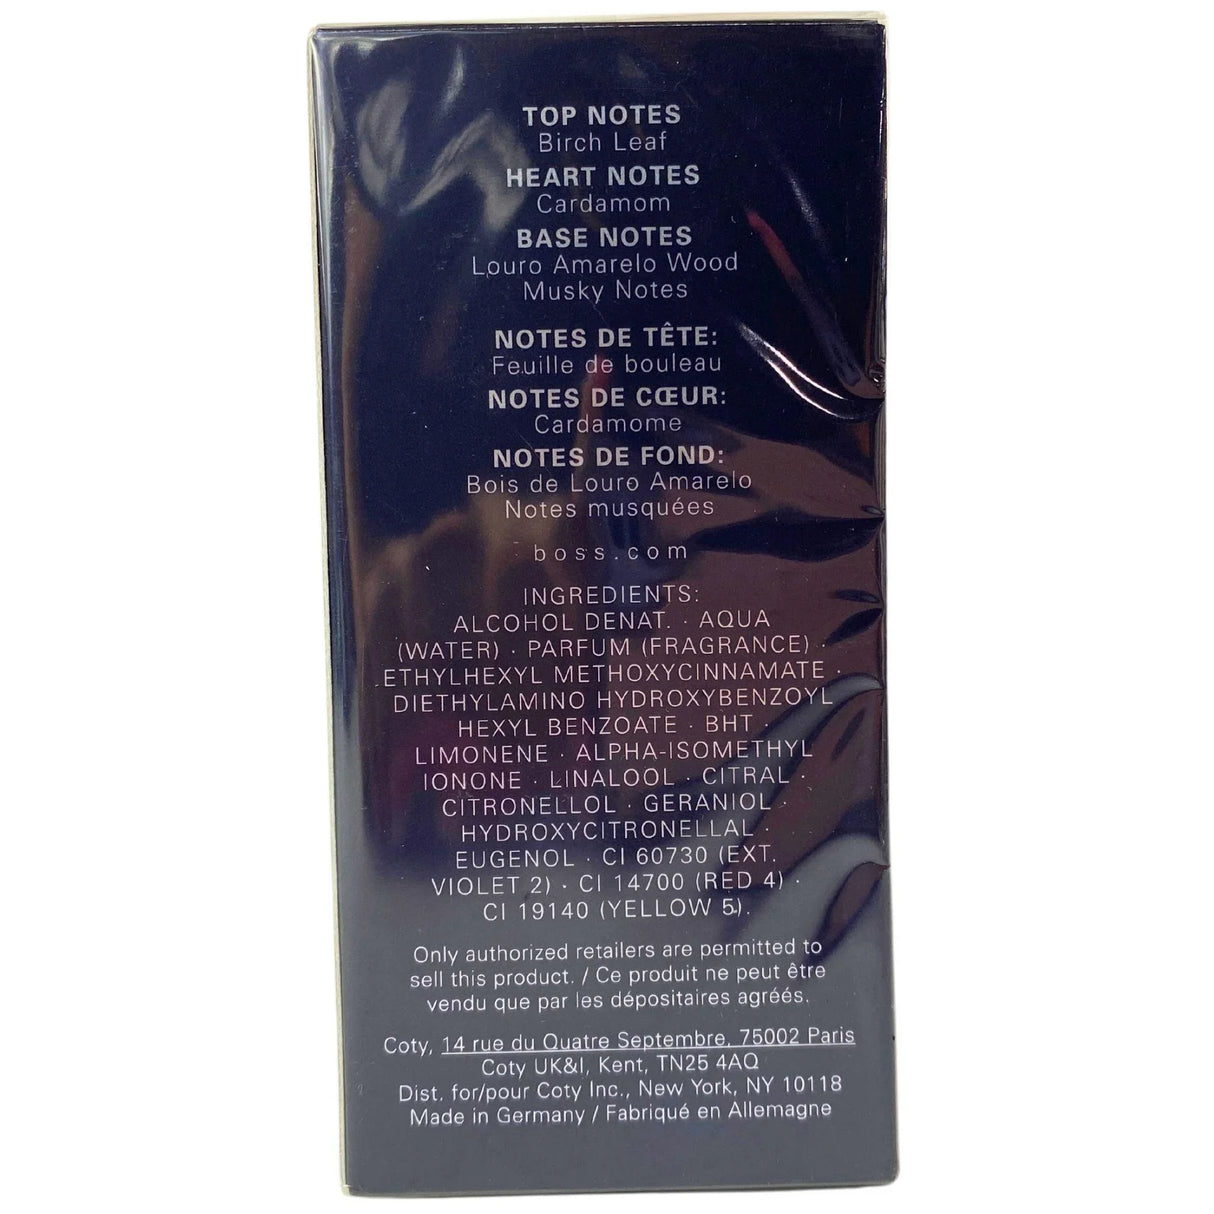 TOP NOTES
Birch Leaf
HEART NOTES
Cardamom
BASE NOTES
Louro Amarelo Wood
Musky Notes
NOTES DE TÊTE:
Feuille de bouleau
NOTES DE CŒUR:
Cardamome
NOTES DE FOND:
Bois de Louro Amarelo
Notes musquées
boss.com
INGREDIENTS:
ALCOHOL DENAT. · AQUA
(WATER) · PARFUM (FRAGRANCE) ·
ETHYLHEXYL METHOXYCINNAMATE ·
DIETHYLAMINO HYDROXYBENZOYL
HEXYL BENZOATE · BHT ·
LIMONENE · ALPHA-ISOMETHYL
IONONE · LINALOOL · CITRAL ·
CITRONELLOL · GERANIOL ·
HYDROXYCITRONELLAL ·
EUGENOL · CI 60730 (EXT.
VIOLET 2) · CI 14700 (RED 4) ·
CI 19140 (YELLOW 5).
Only authorized retailers are permitted to
sell this product. / Ce produit ne peut être
vendu que par les dépositaires agréés.
Coty, 14 rue du Quatre Septembre, 75002 Paris
Coty UK&I, Kent, TN25 4AQ
Dist. for/pour Coty Inc., New York, NY 10118
Made in Germany / Fabriqué en Allemagne